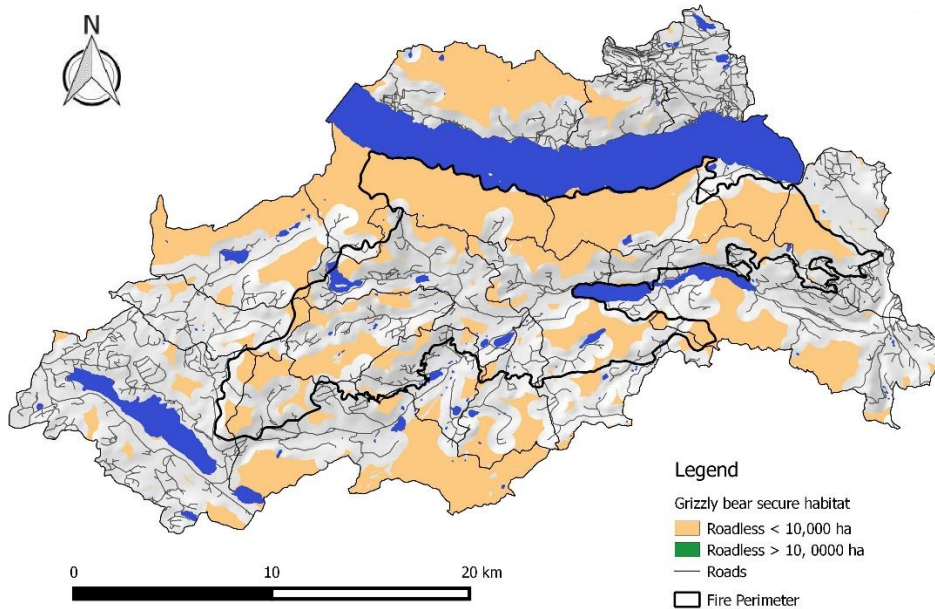 N
Legend
Grizzly bear secure habitat
Roadless < 10,000 ha
Roadless > 10, 0000 ha
Roads
Fire Perimeter
0 10 20 km